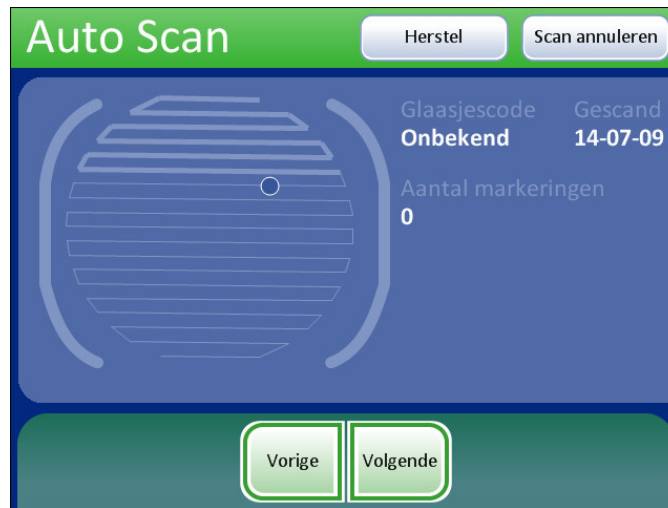 Auto Scan
Herstel
Scan annuleren
Glaasjescode
Gescand
Onbekend
14-07-09
Aantal markeringen
0
Vorige
Volgende